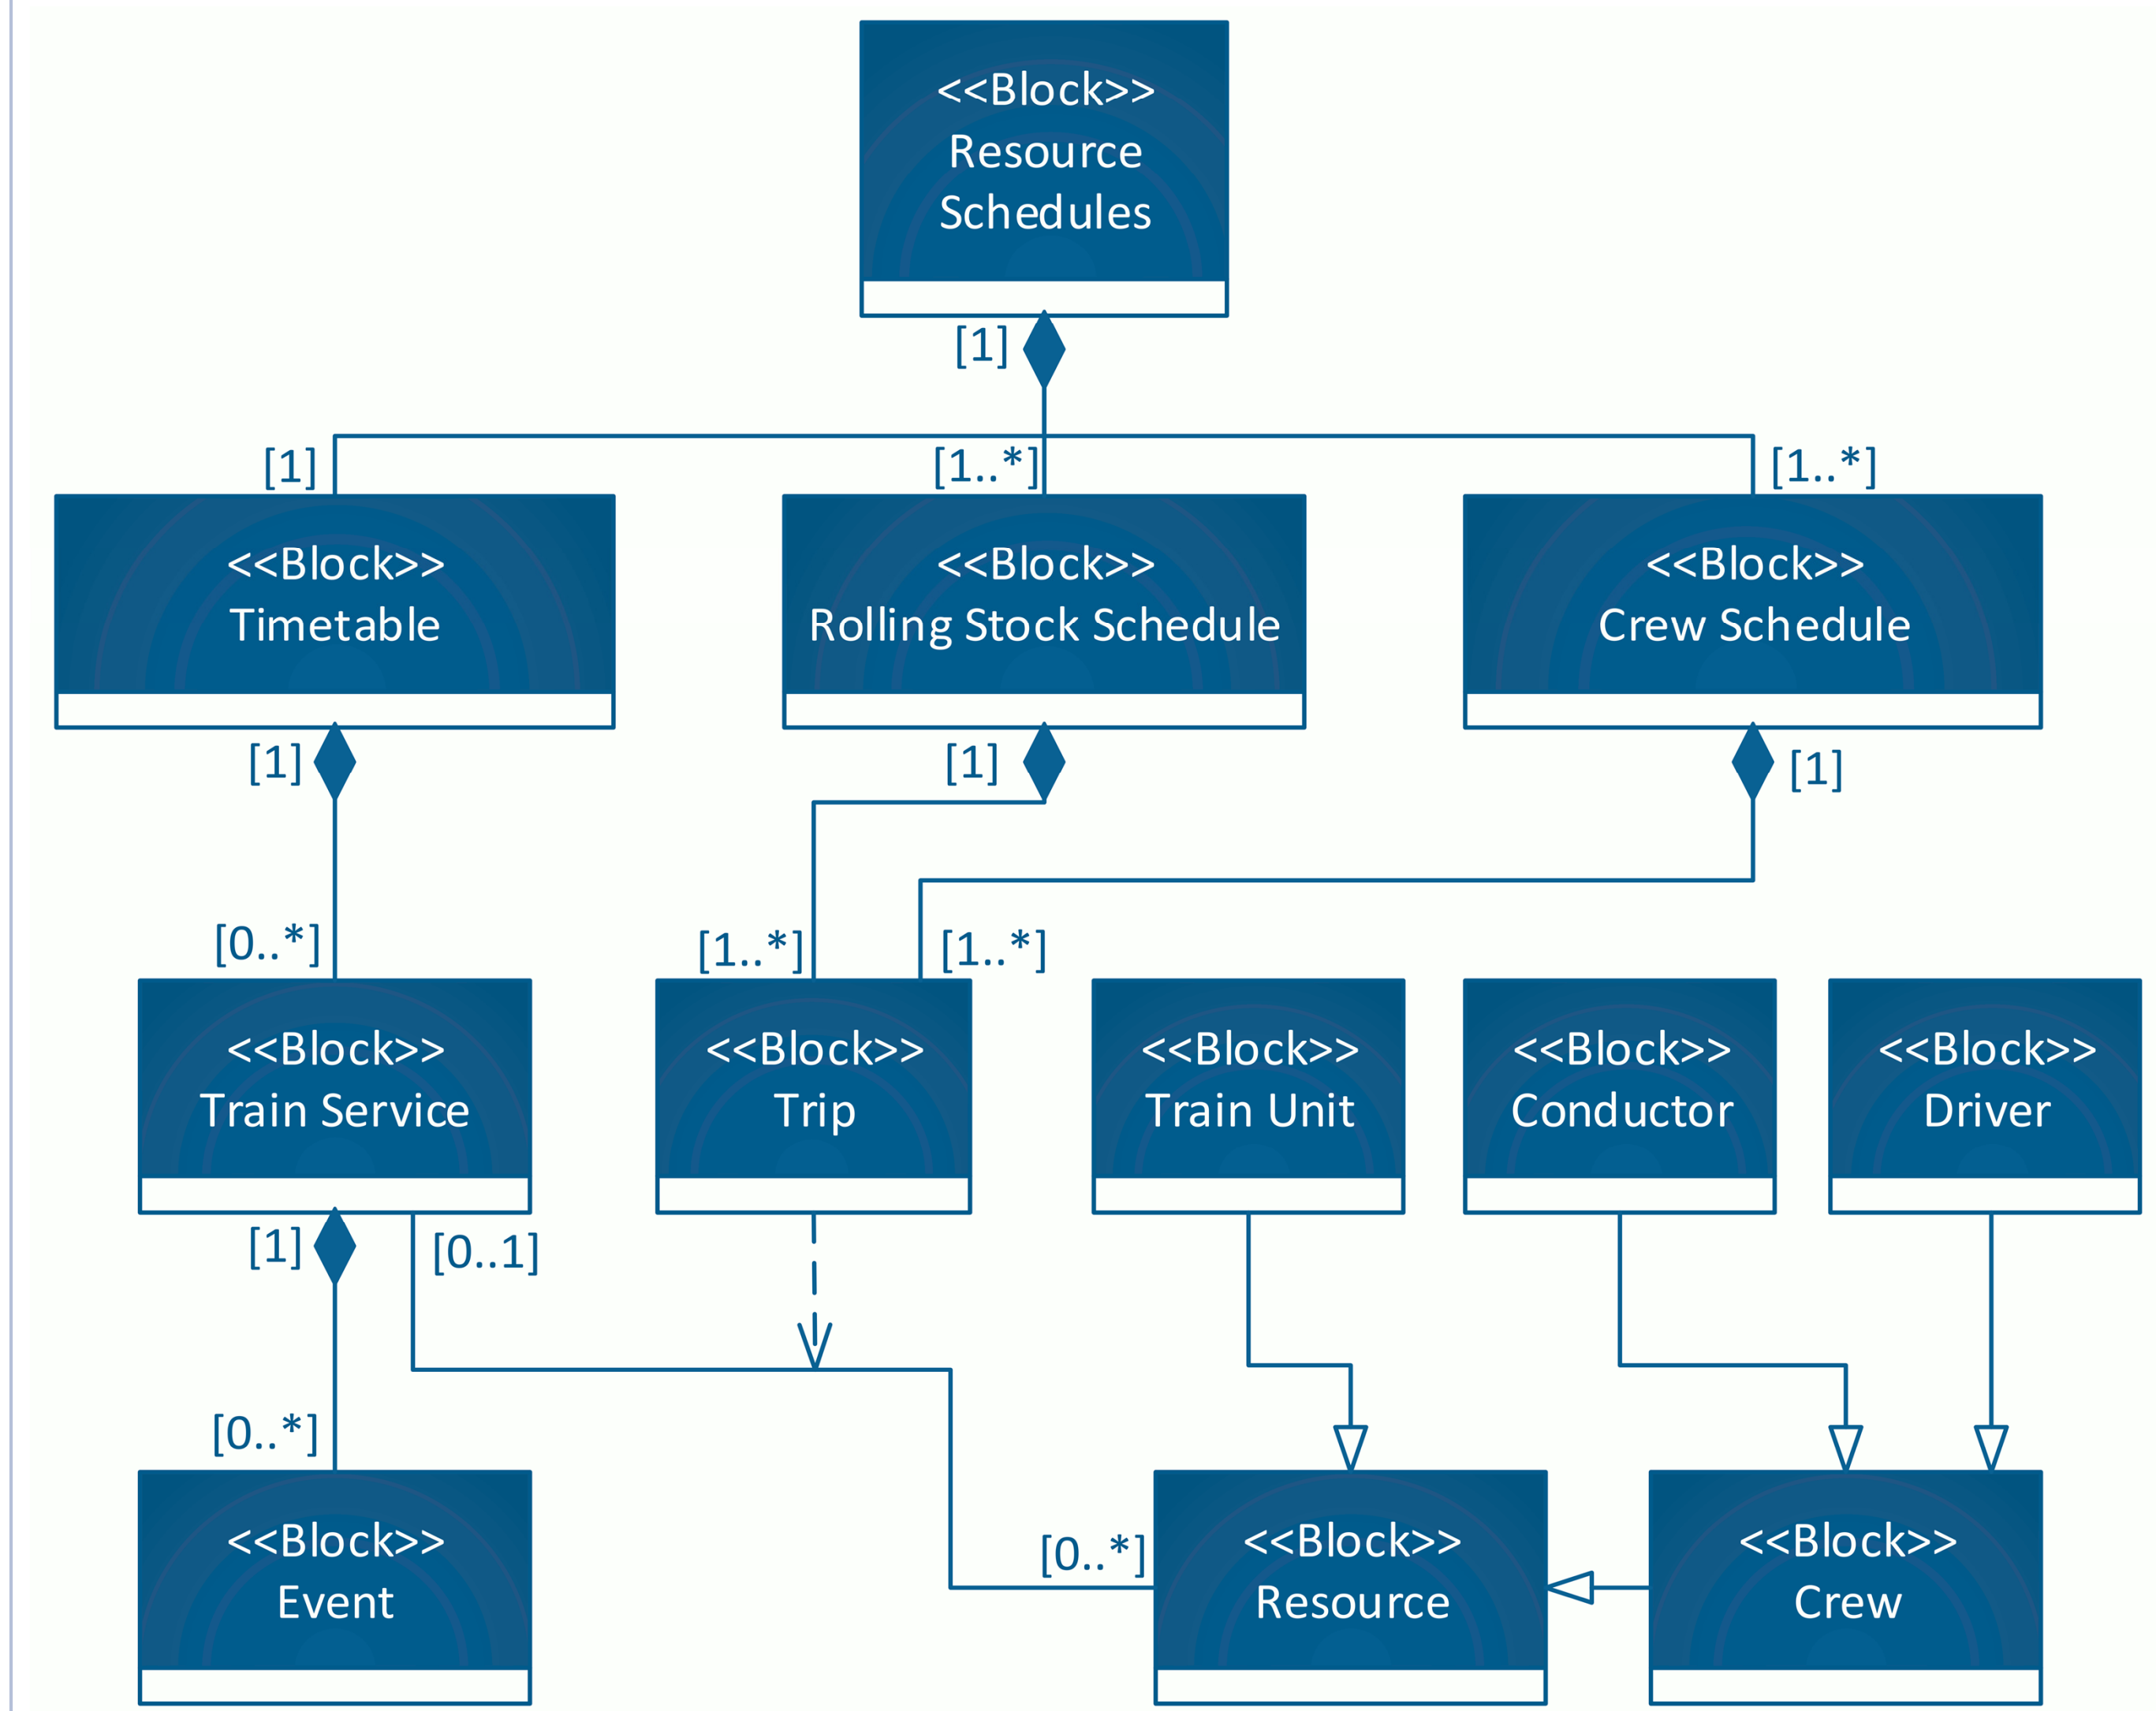 <<Block>>
Resource
Schedules
[1]
[1]
[1..*]
[1..*]
<<Block>>
Timetable
<<Block>>
Rolling Stock Schedule
<<Block>>
Crew Schedule
[1]
[1]
[1]
[0..*]
[1..*]
[1..*]
<<Block>>
Train Service
<<Block>>
Trip
<<Block>>
Train Unit
<<Block>>
Conductor
<<Block>>
Driver
[1]
[0..1]
[0..*]
[0..*]
<<Block>>
Event
<<Block>>
Resource
<<Block>>
Crew